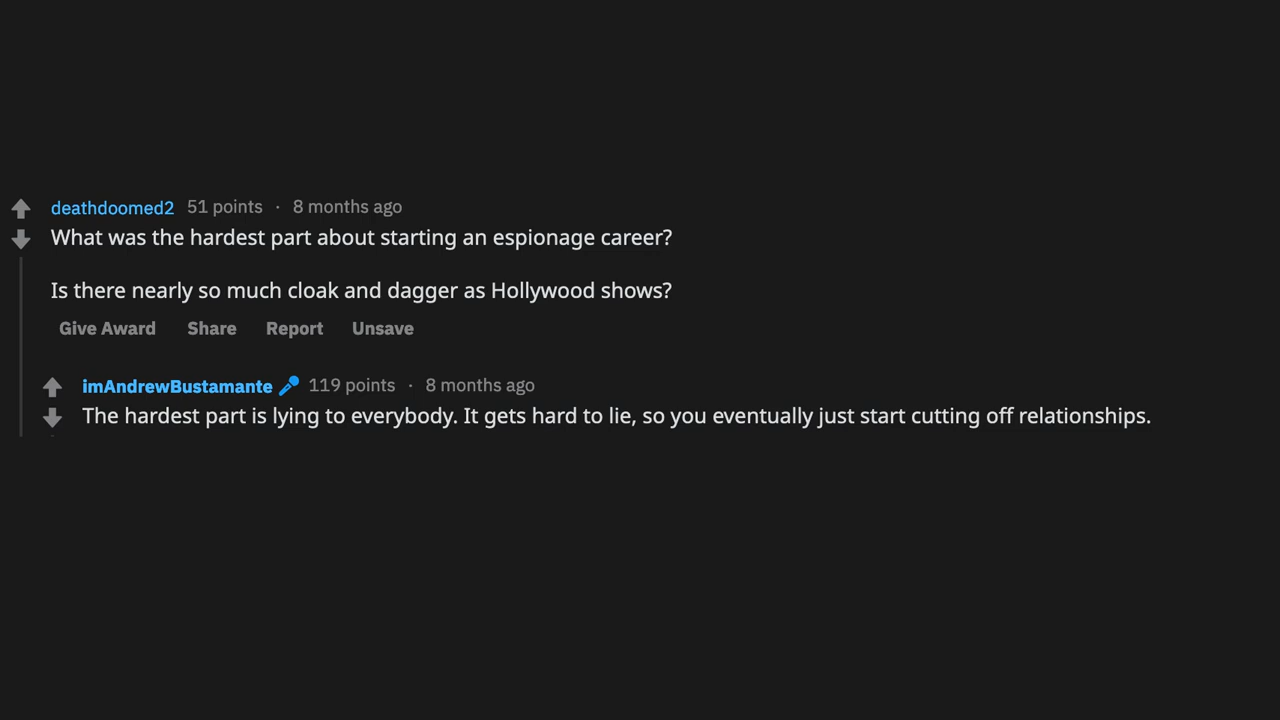 deathdoomed2 51 points · 8 months ago
What was the hardest part about starting an espionage career?
Is there nearly so much cloak and dagger as Hollywood shows?
Give Award Share Report Unsave
imAndrewBustamante 119 points · 8 months ago
The hardest part is lying to everybody. It gets hard to lie, so you eventually just start cutting off relationships.